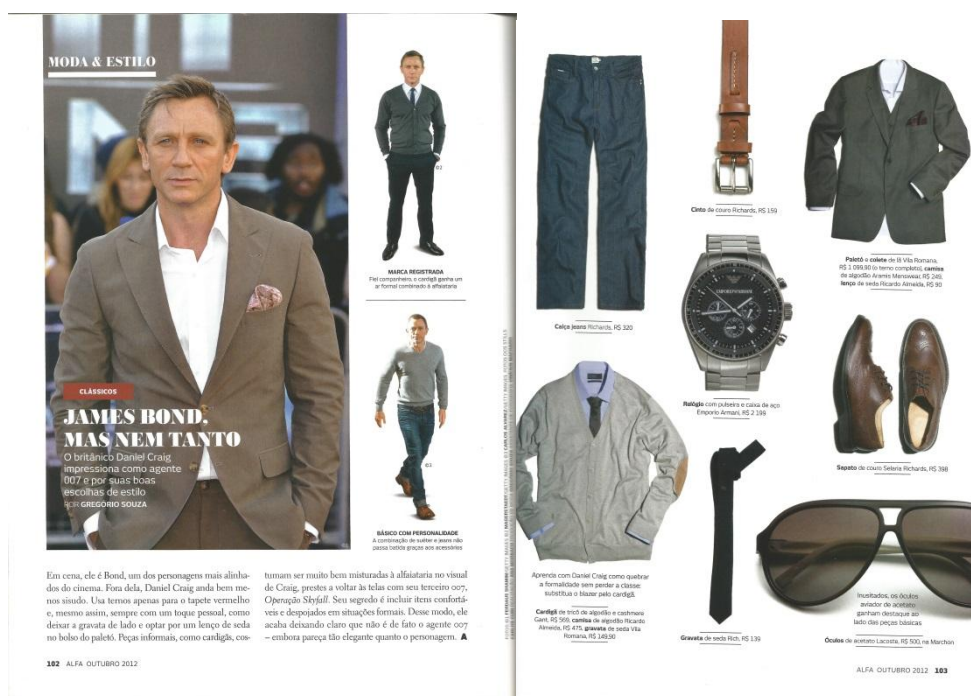 MODA & ESTILO
CLÁSSICOS
JAMES BOND,
MAS NEM TANTO
O britânico Daniel Craig
impressiona como agente
007 e por suas boas
escolhas de estilo
POR GREGÓRIO SOUZA
MARCA REGISTRADA
Fiel companheiro, o cardigã ganha um
ar formal combinado à alfaiataria
BÁSICO COM PERSONALIDADE
A combinação de suéter e jeans não
passa batida graças aos acessórios
Em cena, ele é Bond, um dos personagens mais alinha-
dos do cinema. Fora dela, Daniel Craig anda bem me-
nos sisudo. Usa ternos apenas para o tapete vermelho
e, mesmo assim, sempre com um toque pessoal, como
deixar a gravata de lado e optar por um lenço de seda
no bolso do paletó. Peças informais, como cardigãs, cos-
tumam ser muito bem misturadas à alfaiataria no visual
de Craig, prestes a voltar às telas com seu terceiro 007,
Operação Skyfall. Seu segredo é incluir itens confortá-
veis e despojados em situações formais. Desse modo, ele
acaba deixando claro que não é de fato o agente 007
– embora pareça tão elegante quanto o personagem. A
102 ALFA OUTUBRO 2012
Calça jeans Richards, R$ 320
Cinto de couro Richards, R$ 159
Paletó e colete de lã Vila Romana,
R$ 1 099,90 (o terno completo), camisa
de algodão Aramis Menswear, R$ 249,
lenço de seda Ricardo Almeida, R$ 90
EMPORIO ARMANI
Relógio com pulseira e caixa de aço
Emporio Armani, R$ 2 199
Sapato de couro Selaria Richards, R$ 398
Aprenda com Daniel Craig como quebrar
a formalidade sem perder a classe:
substitua o blazer pelo cardigã
Cardigã de tricô de algodão e cashmere
Gant, R$ 569, camisa de algodão Ricardo
Almeida, R$ 475, gravata de seda Vila
Romana, R$ 149,90
Gravata de seda Rich, R$ 139
Inusitados, os óculos
aviador de acetato
ganham destaque ao
lado das peças básicas
Óculos de acetato Lacoste, R$ 500, na Marchon
ALFA OUTUBRO 2012 103